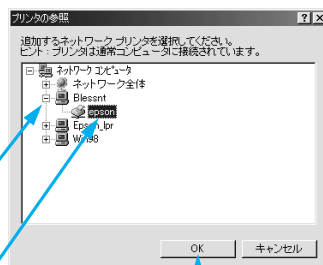 プリンタの参照
追加するネットワーク プリンタを選択してください。
ヒント : プリンタは通常コンピュータに接続されています。
ネットワーク コンピュータ
ネットワーク全体
Blessnt
epson
Epson_lpr
Win98
OK
キャンセル